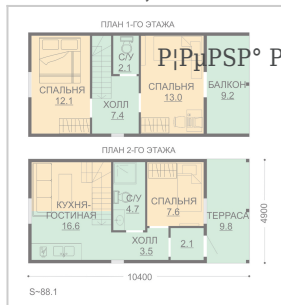 ПЛАН 1-ГО ЭТАЖА
Р¦РµРЅР° Р
С/У
2.1
СПАЛЬНЯ
12.1
СПАЛЬНЯ
13.0
БАЛКОН
9.2
ХОЛЛ
7.4
ПЛАН 2-ГО ЭТАЖА
КУХНЯ-
ГОСТИНАЯ
16.6
С/У
4.7
СПАЛЬНЯ
7.6
ТЕРРАСА
9.8
ХОЛЛ
3.5
2.1
4900
10400
S~88.1